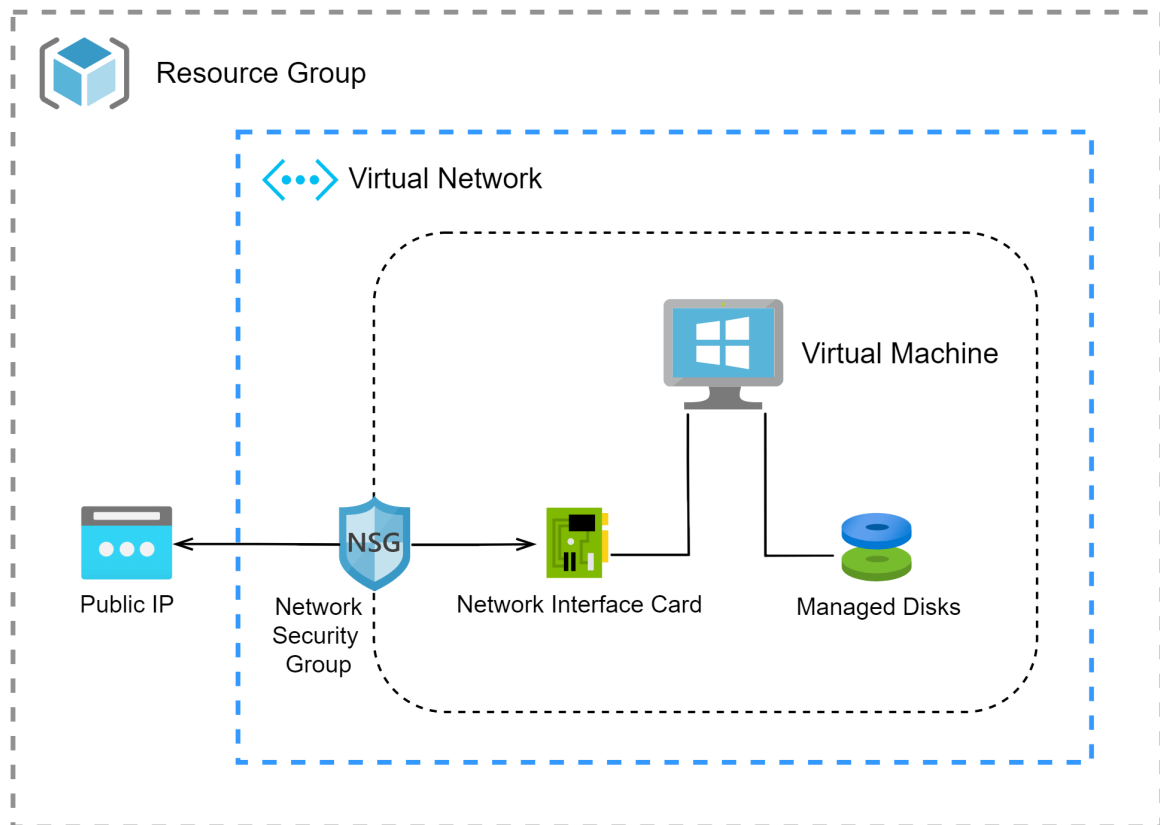 Resource Group
Virtual Network
Virtual Machine
NSG
Public IP
Network
Security
Group
Network Interface Card
Managed Disks